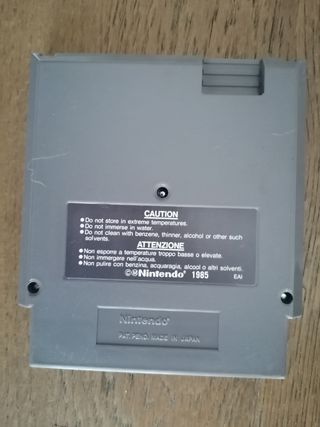 CAUTION
●Do not store in extreme temperatures.
●Do not immerse in water.
●Do not clean with benzene, thinner, alcohol or other such
solvents.
ATTENZIONE
●Non esporre a temperature troppo basse o elevate.
●Non immergere nell'acqua.
●Non pulire con benzina, acquaragia, alcool o altri solventi.
©ⓂNintendo® 1985
EAI
Nintendo®
PAT. PEND. MADE IN JAPAN